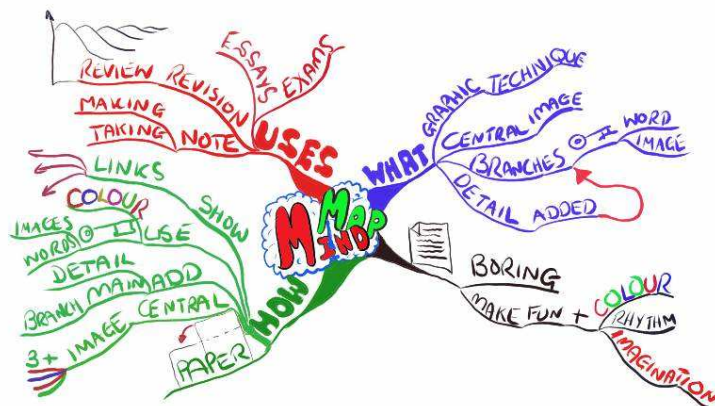 MIND
MAP
USES
ESSAYS
EXAMS
REVIEW REVISION
MAKING
TAKING NOTE
WHAT
GRAPHIC TECHNIQUE
CENTRAL IMAGE
BRANCHES
WORD
IMAGE
DETAIL ADDED
BORING
MAKE FUN +
COLOUR
RHYTHM
IMAGINATION
HOW
SHOW
LINKS
COLOUR
IMAGES
WORDS
USE
DETAIL
ADD
BRANCH MAIN
3+ IMAGE CENTRAL
PAPER